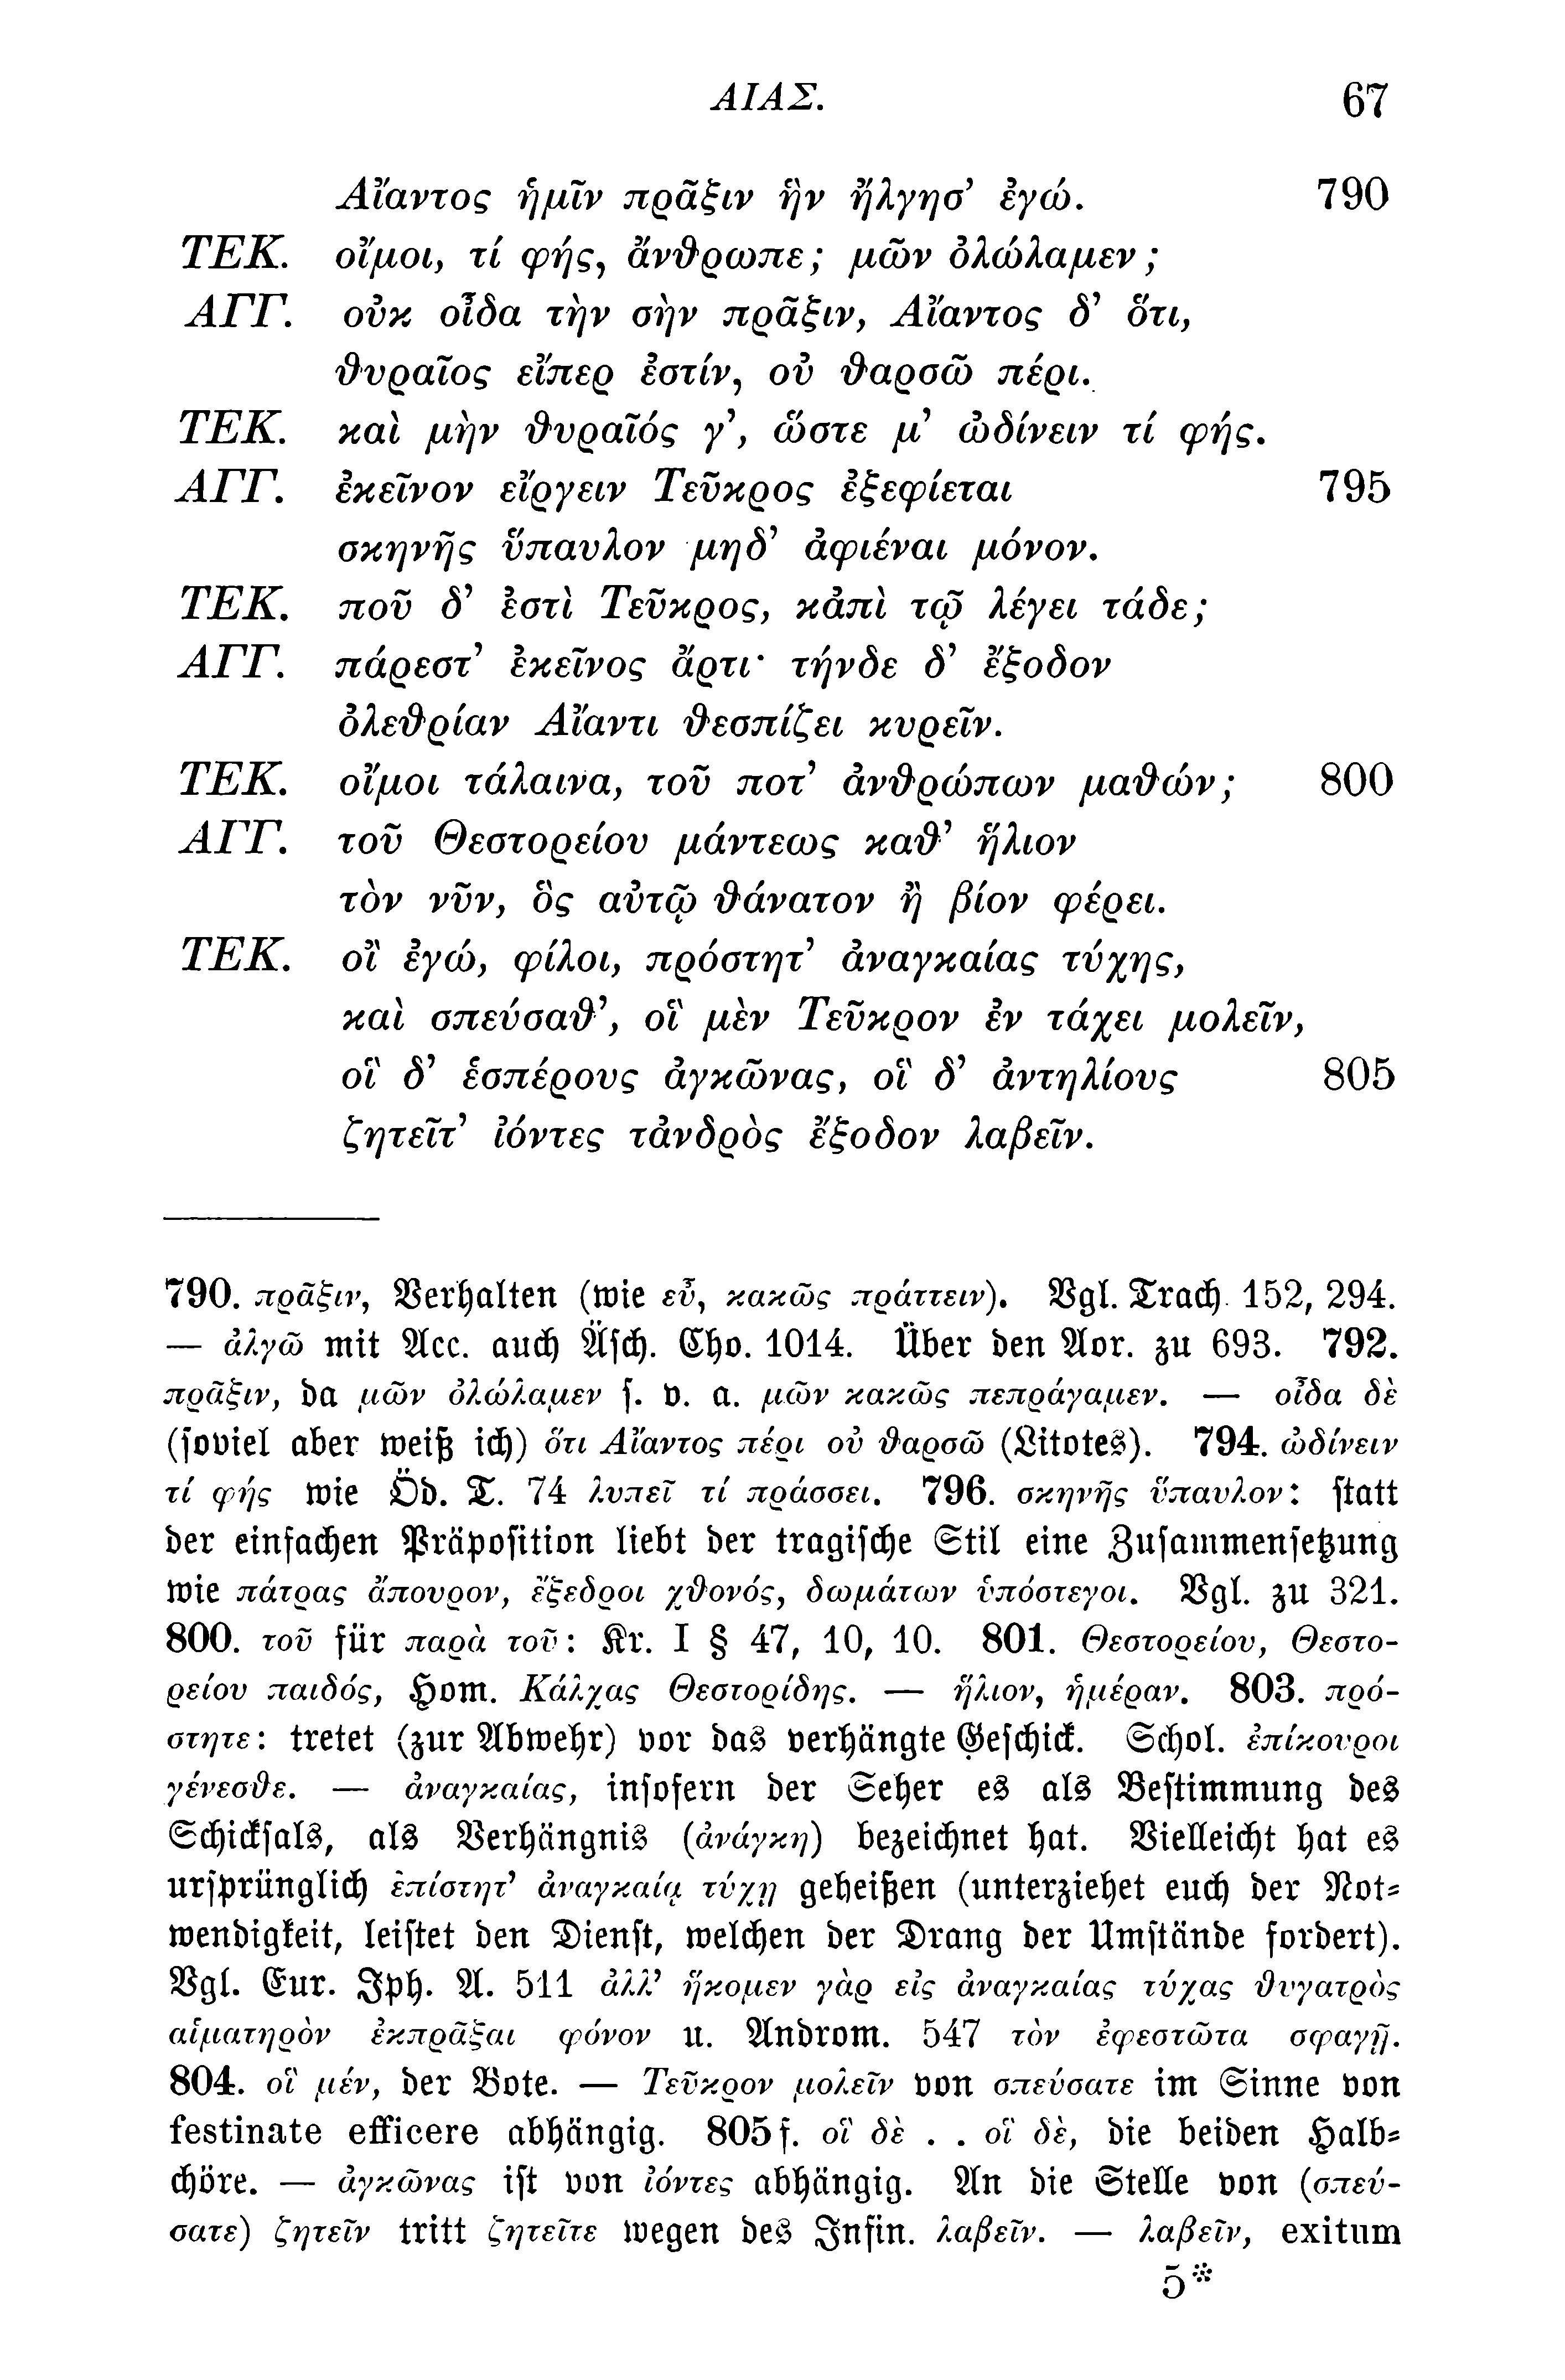 ΑΙΑΣ. 67
Αἴαντος ἡμῖν πρᾶξιν ἣν ἤλγησ’ ἐγώ. 790
ΤΕΚ. οἴμοι, τί φής, ἄνθρωπε; μῶν ὀλώλαμεν;
ΑΓΓ. οὐκ οἶδα τὴν σὴν πρᾶξιν, Αἴαντος δ’ ὅτι,
θυραῖος εἴπερ ἐστίν, οὐ θαρσῶ πέρι.
ΤΕΚ. καὶ μὴν θυραῖός γ’, ὥστε μ’ ὠδίνειν τί φής.
ΑΓΓ. ἐκεῖνον εἴργειν Τεῦκρος ἐξεφίεται 795
σκηνῆς ὕπαυλον μηδ’ ἀφιέναι μόνον.
ΤΕΚ. ποῦ δ’ ἐστὶ Τεῦκρος, κἀπὶ τῷ λέγει τάδε;
ΑΓΓ. πάρεστ’ ἐκεῖνος ἄρτι· τήνδε δ’ ἔξοδον
ὀλεθρίαν Αἴαντι θεσπίζει κυρεῖν.
ΤΕΚ. οἴμοι τάλαινα, τοῦ ποτ’ ἀνθρώπων μαθών; 800
ΑΓΓ. τοῦ Θεστορείου μάντεως καθ’ ἥλιον
τὸν νῦν, ὃς αὐτῷ θάνατον ἢ βίον φέρει.
ΤΕΚ. οἲ ἐγώ, φίλοι, πρόστητ’ ἀναγκαίας τύχης,
καὶ σπεύσαθ’, οἳ μὲν Τεῦκρον ἐν τάχει μολεῖν,
οἳ δ’ ἑσπέρους ἀγκῶνας, οἳ δ’ ἀντηλίους 805
ζητεῖτ’ ἰόντες τἀνδρὸς ἔξοδον λαβεῖν.
790. πρᾶξιν, Verhalten (wie εὖ, κακῶς πράττειν). Vgl. Trach. 152, 294.
— ἀλγῶ mit Acc. auch Äsch. Cho. 1014. Über den Aor. zu 693. 792.
πρᾶξιν, da μῶν ὀλώλαμεν s. v. a. μῶν κακῶς πεπράγαμεν. — οἶδα δὲ
(soviel aber weiß ich) ὅτι Αἴαντος πέρι οὐ θαρσῶ (Litotes). 794. ὠδίνειν
τί φής wie Öd. T. 74 λυπεῖ τί πράσσει. 796. σκηνῆς ὕπαυλον: statt
der einfachen Präposition liebt der tragische Stil eine Zusammensetzung
wie πάτρας ἄπουρον, ἔξεδροι χθονός, δωμάτων ὑπόστεγοι. Vgl. zu 321.
800. τοῦ für παρὰ τοῦ: Kr. I § 47, 10, 10. 801. Θεστορείου, Θεστο-
ρείου παιδός, Hom. Κάλχας Θεστορίδης. — ἥλιον, ἡμέραν. 803. πρό-
στητε: tretet (zur Abwehr) vor das verhängte Geschick. Schol. ἐπίκουροι
γένεσθε. — ἀναγκαίας, insofern der Seher es als Bestimmung des
Schicksals, als Verhängnis (ἀνάγκη) bezeichnet hat. Vielleicht hat es
ursprünglich ἐπίστητ’ ἀναγκαίᾳ τύχῃ geheißen (unterziehet euch der Not-
wendigkeit, leistet den Dienst, welchen der Drang der Umstände fordert).
Vgl. Eur. Iph. A. 511 ἀλλ’ ἥκομεν γὰρ εἰς ἀναγκαίας τύχας θυγατρὸς
αἱματηρὸν ἐκπρᾶξαι φόνον u. Androm. 547 τὸν ἐφεστῶτα σφαγῇ.
804. οἳ μέν, der Bote. — Τεῦκρον μολεῖν von σπεύσατε im Sinne von
festinate efficere abhängig. 805 f. οἳ δὲ . . οἳ δὲ, die beiden Halb-
chöre. — ἀγκῶνας ist von ἰόντες abhängig. An die Stelle von (σπεύ-
σατε) ζητεῖν tritt ζητεῖτε wegen des Infin. λαβεῖν. — λαβεῖν, exitum
5*